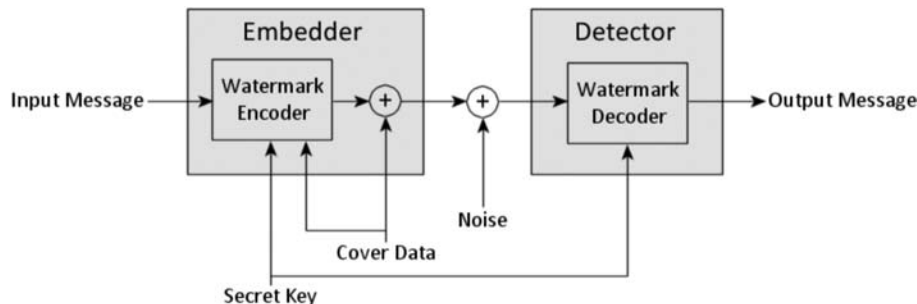 Embedder
Detector
Input Message
Watermark
Encoder
+
+
Watermark
Decoder
Output Message
Noise
Cover Data
Secret Key